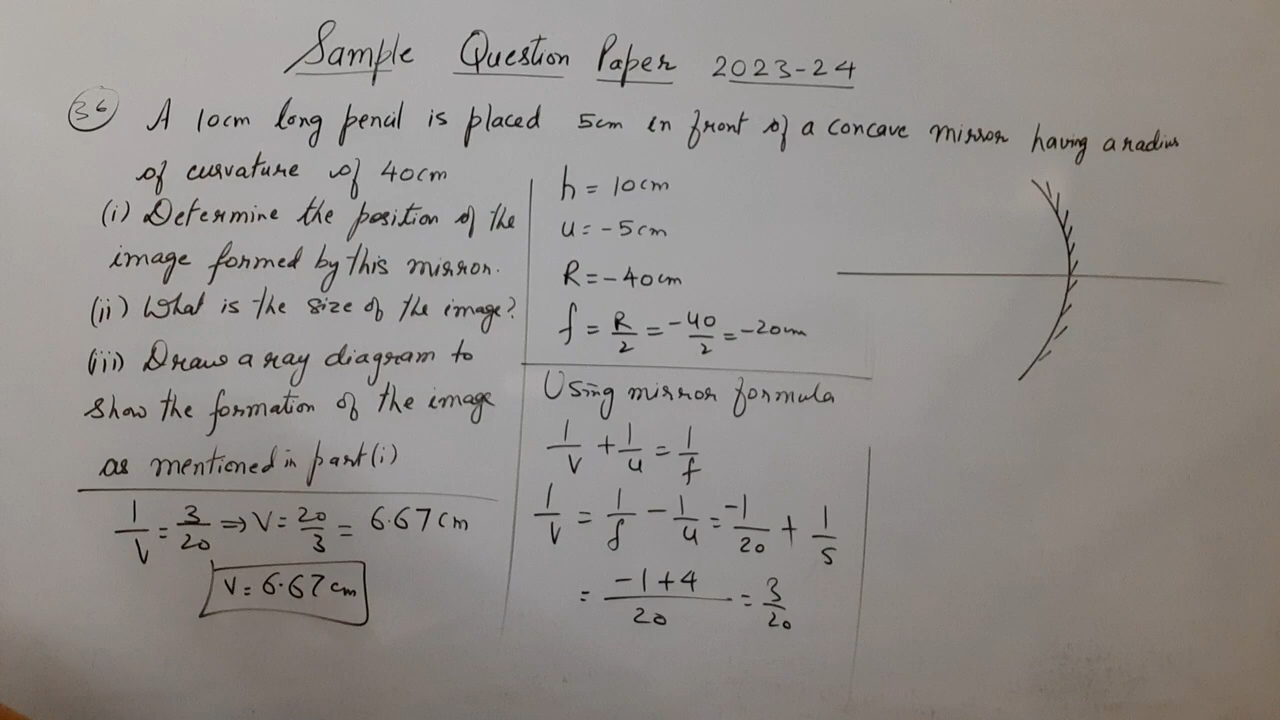 Sample Question Paper 2023-24
36 A 10cm long pencil is placed 5cm in front of a concave mirror having a radius
of curvature of 40cm
(i) Determine the position of the
image formed by this mirror.
(ii) What is the size of the image?
(iii) Draw a ray diagram to
show the formation of the image
as mentioned in part(i)
h = 10cm
u = -5cm
R = -40cm
f = R/2 = -40/2 = -20cm
Using mirror formula
1/v + 1/u = 1/f
1/v = 1/f - 1/u = -1/20 + 1/5
= -1+4/20 = 3/20
1/v = 3/20 ⇒ V = 20/3 = 6.67cm
V = 6.67cm